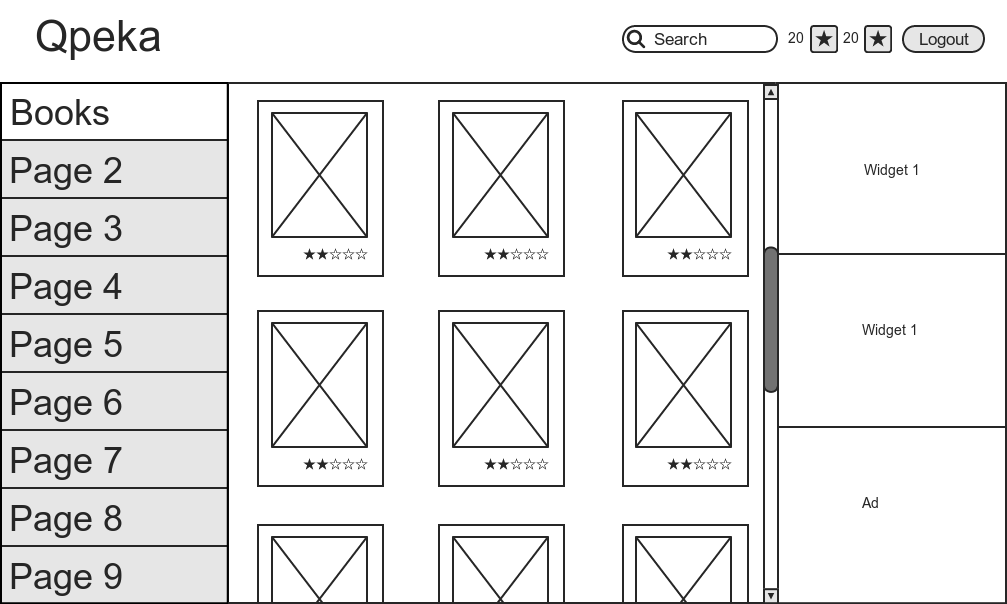 Qpeka
Search
20 ★ 20 ★
Logout
Books
Page 2
Page 3
Page 4
Page 5
Page 6
Page 7
Page 8
Page 9
★★☆☆☆
★★☆☆☆
★★☆☆☆
★★☆☆☆
★★☆☆☆
★★☆☆☆
Widget 1
Widget 1
Ad